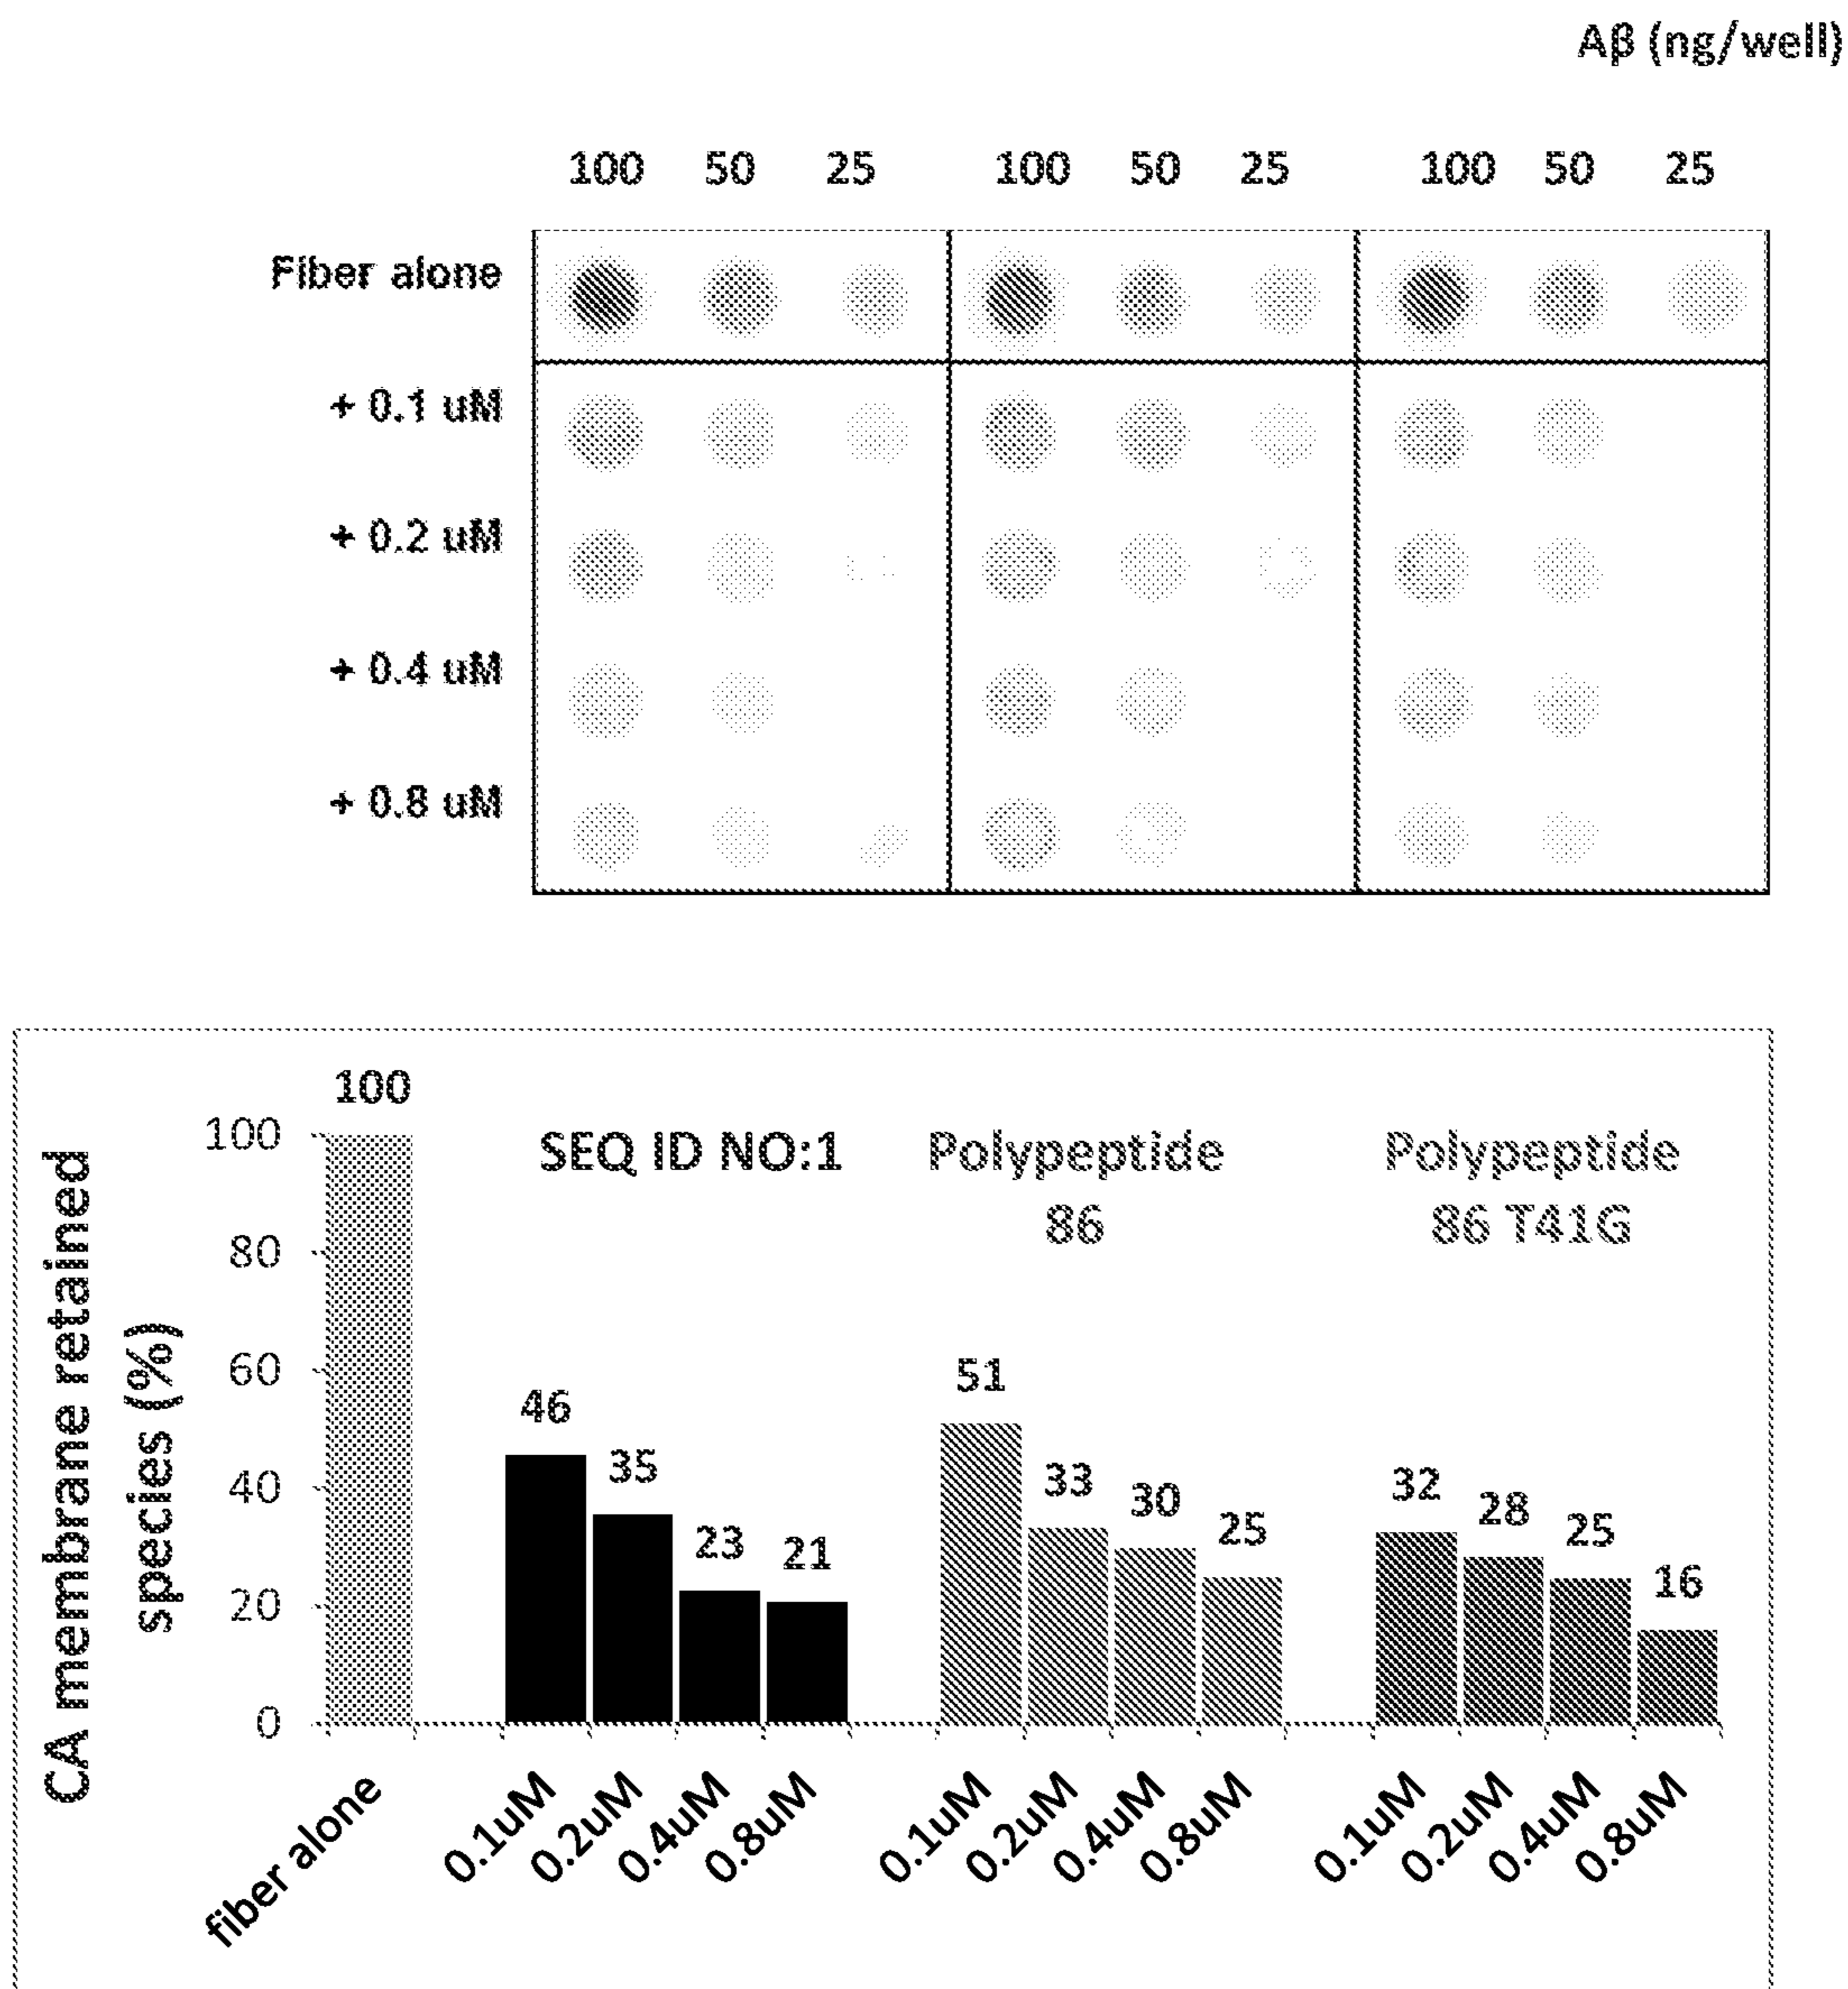 Aβ (ng/well)
100 50 25 100 50 25 100 50 25
Fiber alone
+ 0.1 uM
+ 0.2 uM
+ 0.4 uM
+ 0.8 uM
CA membrane retained
species (%)
100
100
80
60
40
20
0
SEQ ID NO:1
Polypeptide
86
Polypeptide
86 T41G
46 35 23 21 51 33 30 25 32 28 25 16
fiber alone
0.1uM
0.2uM
0.4uM
0.8uM
0.1uM
0.2uM
0.4uM
0.8uM
0.1uM
0.2uM
0.4uM
0.8uM